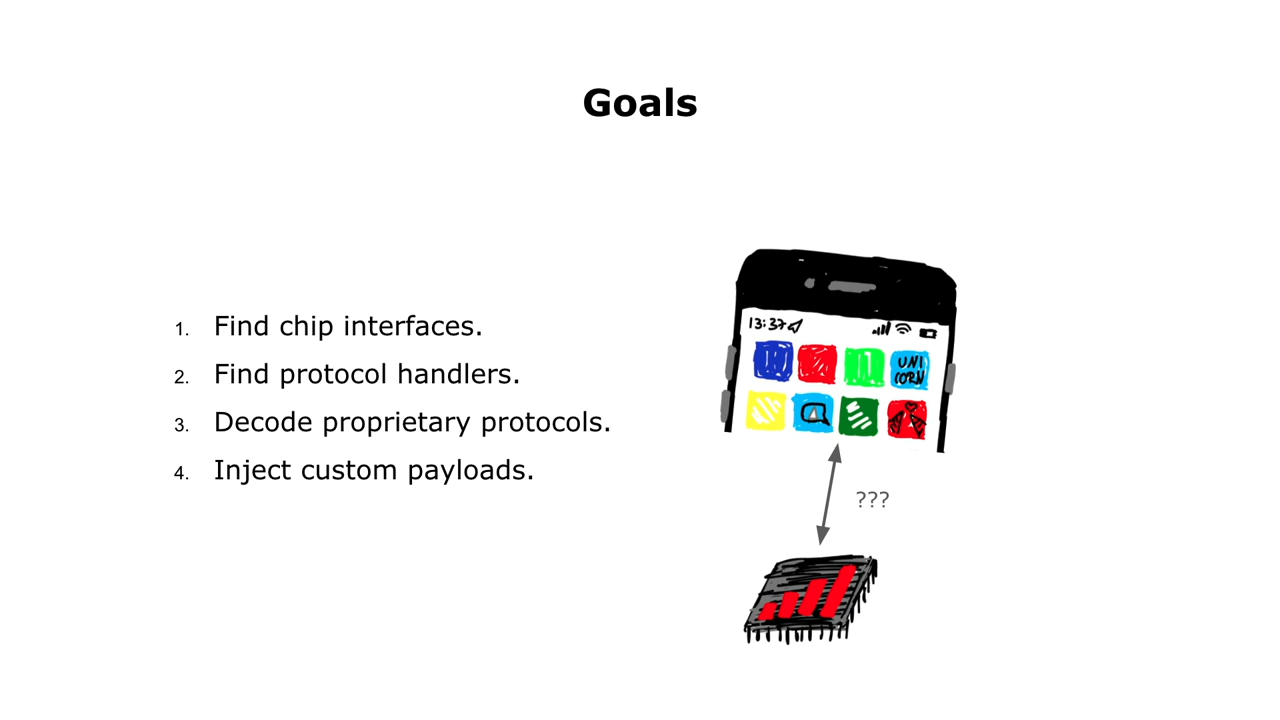 Goals
1. Find chip interfaces.
2. Find protocol handlers.
3. Decode proprietary protocols.
4. Inject custom payloads.
13:37
UNI
CORN
???